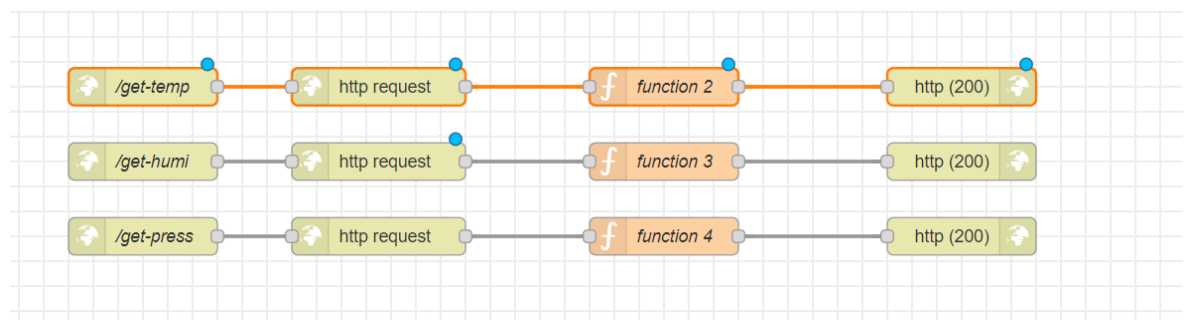 /get-temp http request function 2 http (200)
/get-humi http request function 3 http (200)
/get-press http request function 4 http (200)